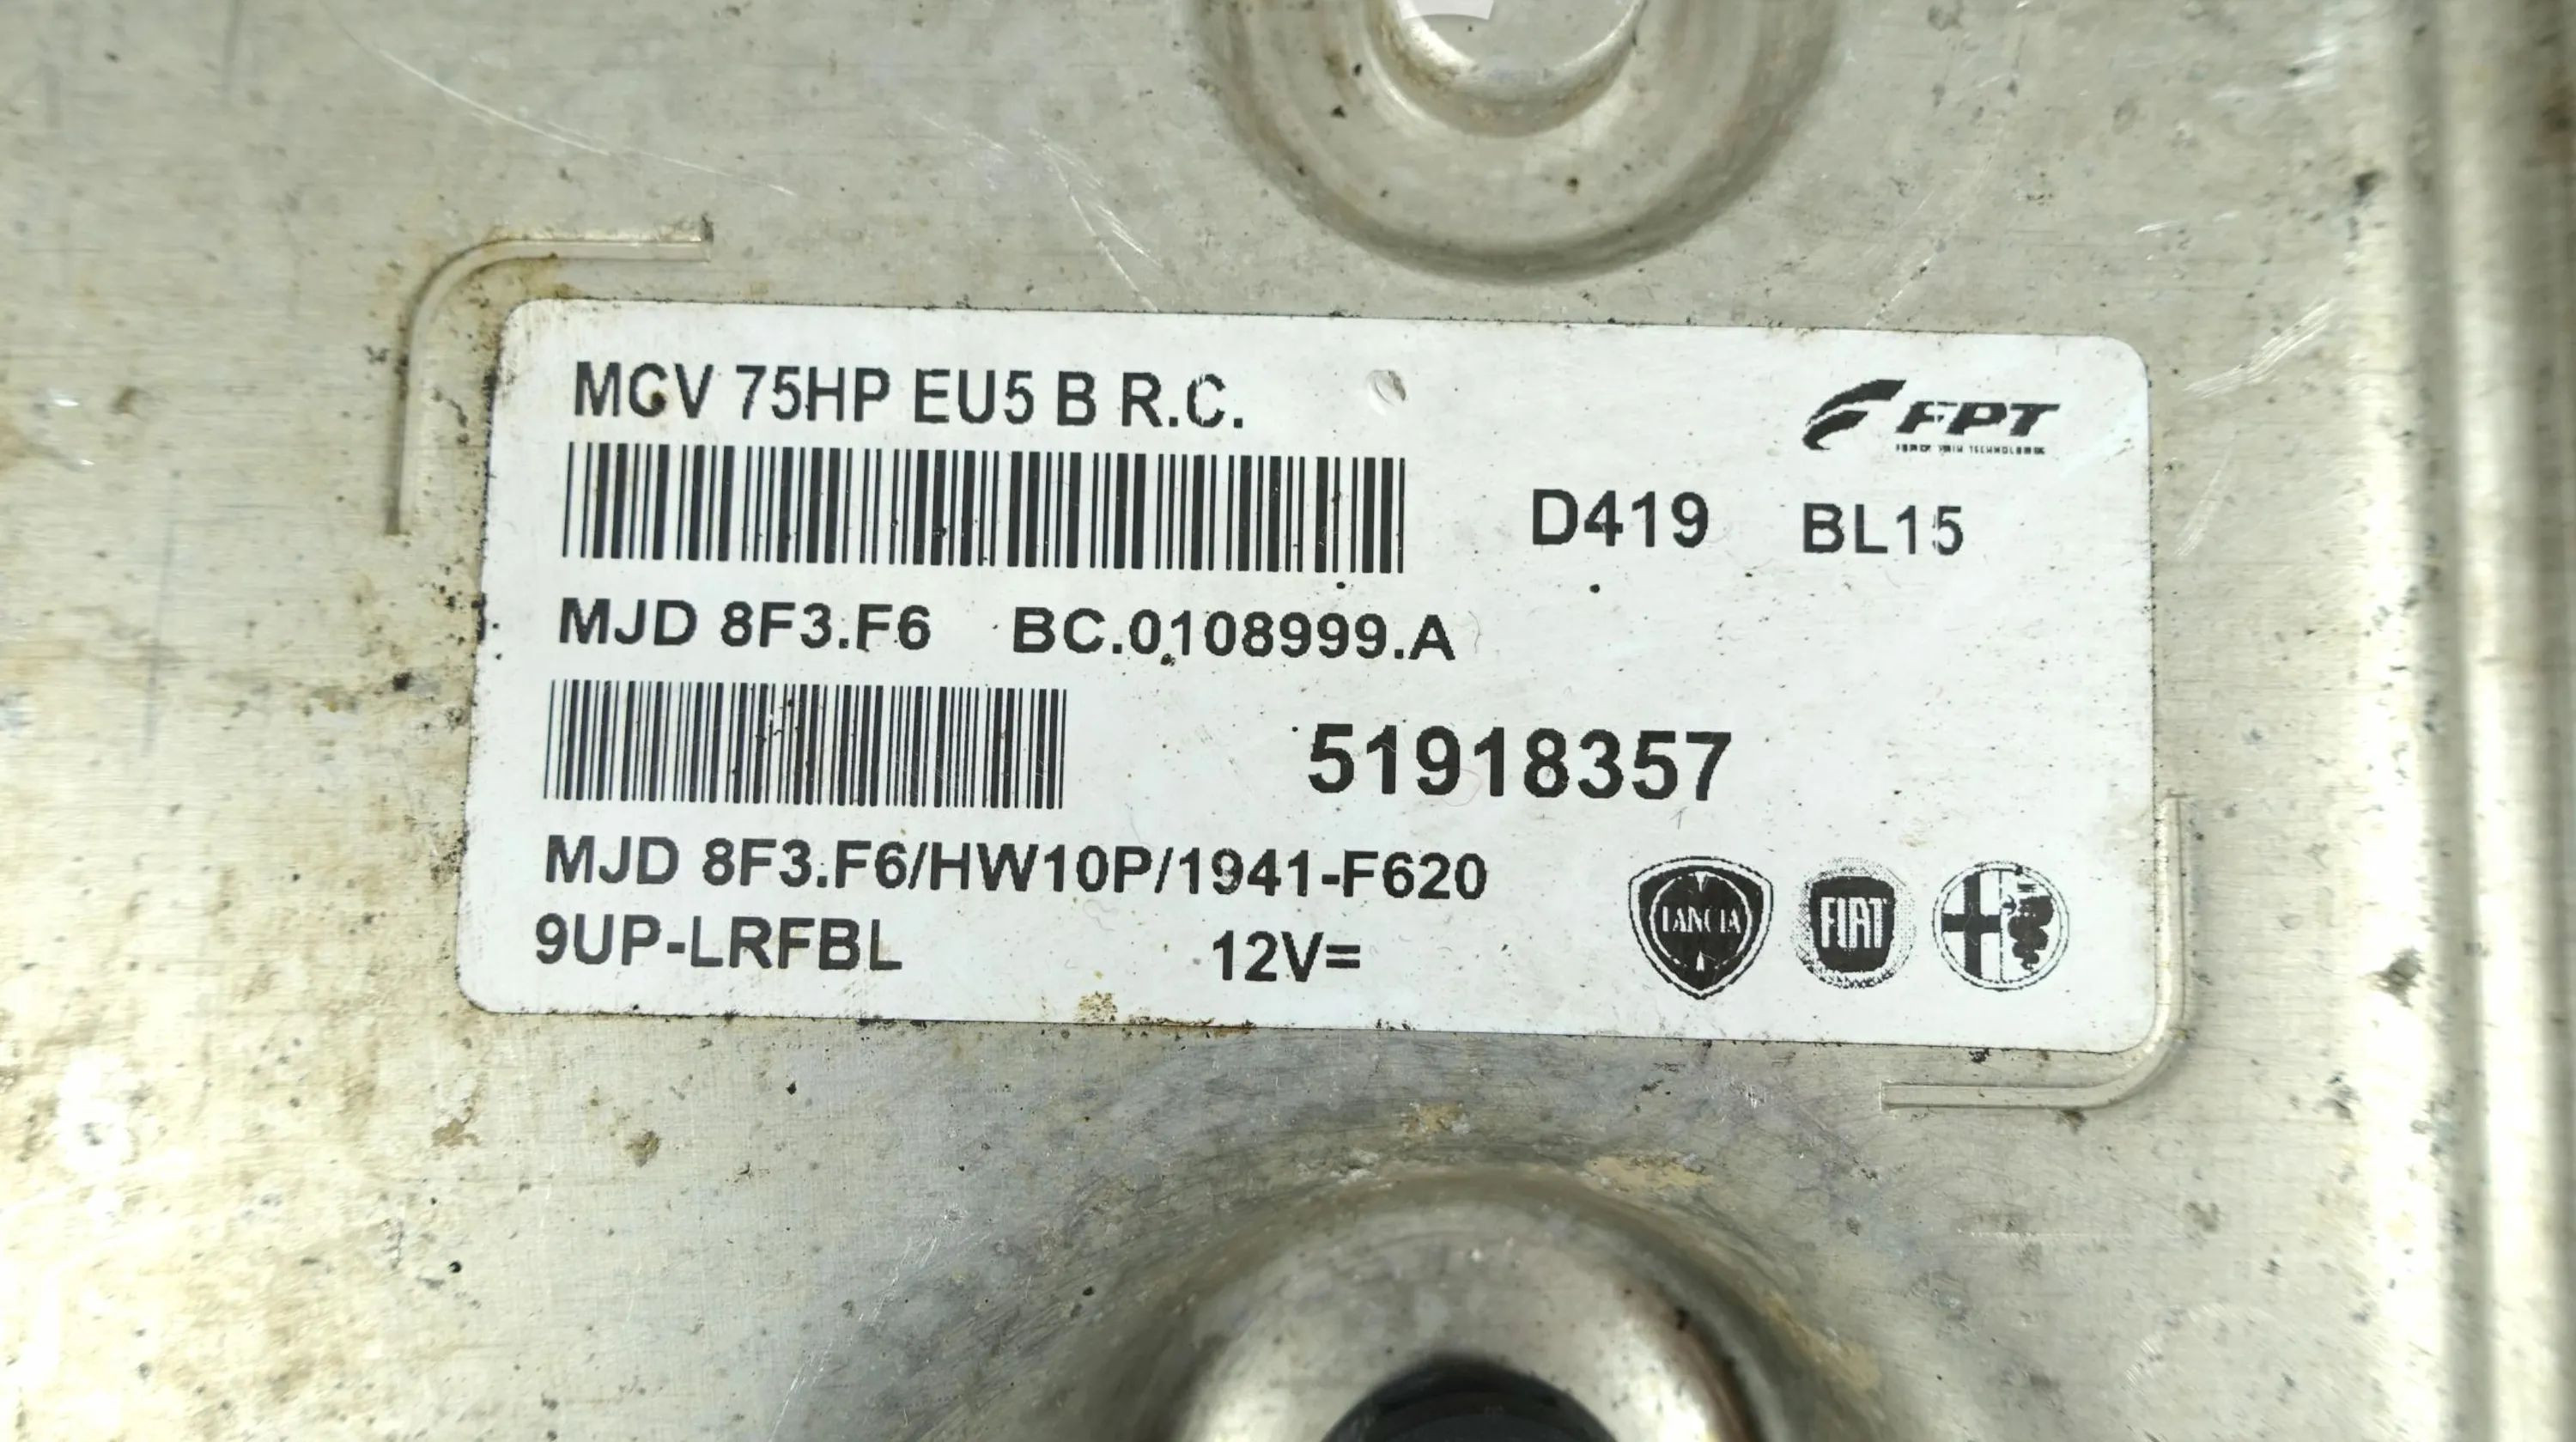 MGV 75HP EU5 B R.C.
FPT
D419 BL15
MJD 8F3.F6 BC.0108999.A
51918357
MJD 8F3.F6/HW10P/1941-F620
9UP-LRFBL 12V=
LANCIA FIAT